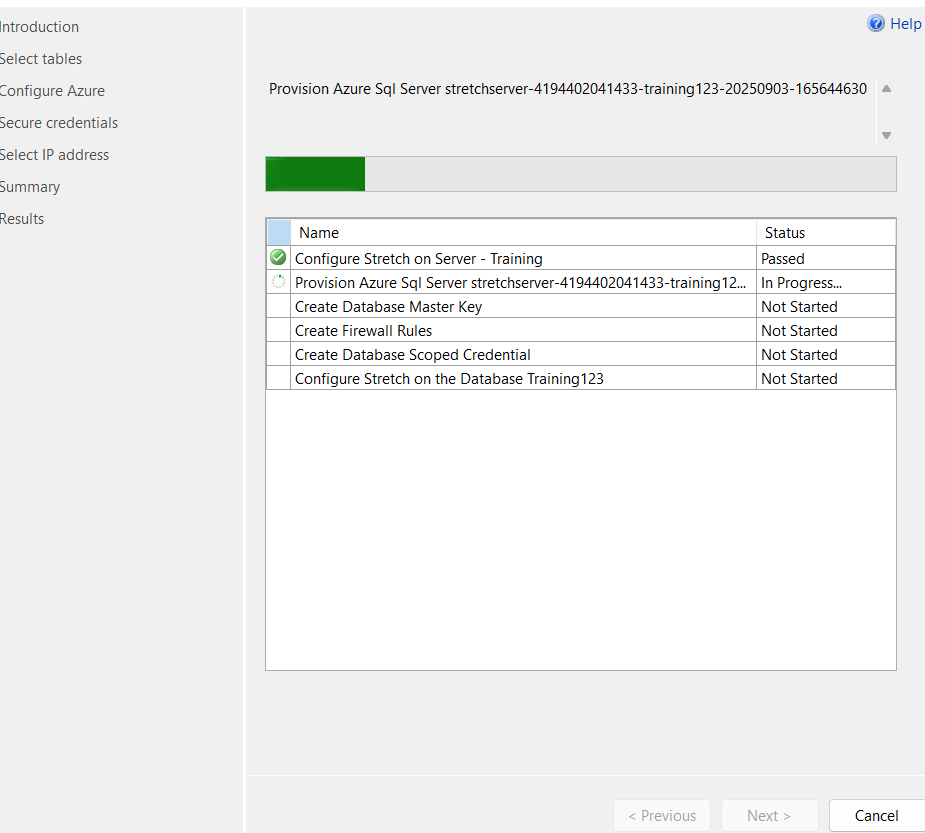 Introduction
Select tables
Configure Azure
Secure credentials
Select IP address
Summary
Results
Help
Provision Azure Sql Server stretchserver-4194402041433-training123-20250903-165644630
Name Status
Configure Stretch on Server - Training Passed
Provision Azure Sql Server stretchserver-4194402041433-training12... In Progress...
Create Database Master Key Not Started
Create Firewall Rules Not Started
Create Database Scoped Credential Not Started
Configure Stretch on the Database Training123 Not Started
< Previous Next > Cancel